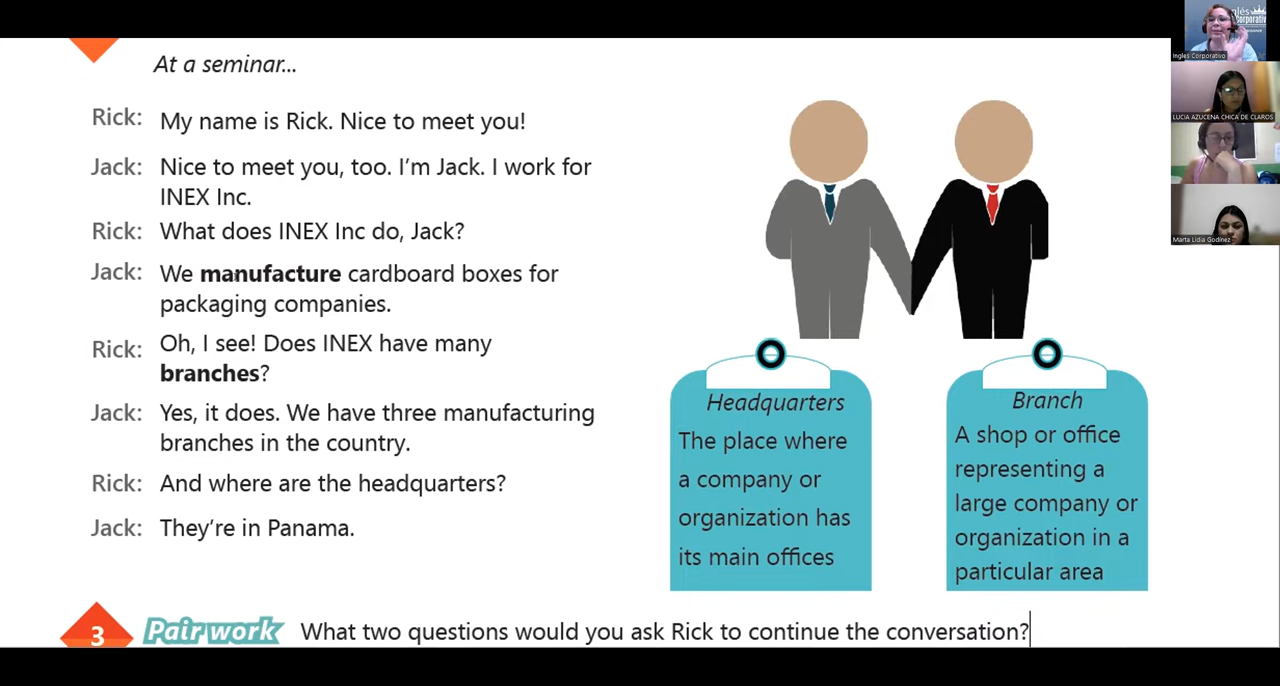 At a seminar...
Rick: My name is Rick. Nice to meet you!
Jack: Nice to meet you, too. I'm Jack. I work for
INEX Inc.
Rick: What does INEX Inc do, Jack?
Jack: We manufacture cardboard boxes for
packaging companies.
Rick: Oh, I see! Does INEX have many
branches?
Jack: Yes, it does. We have three manufacturing
branches in the country.
Rick: And where are the headquarters?
Jack: They're in Panama.
Headquarters
The place where
a company or
organization has
its main offices
Branch
A shop or office
representing a
large company or
organization in a
particular area
3 Pair work What two questions would you ask Rick to continue the conversation?
Inglés Corporativo
LUCIA AZUCENA CHICA DE CLAROS
Marta Lidia Godínez